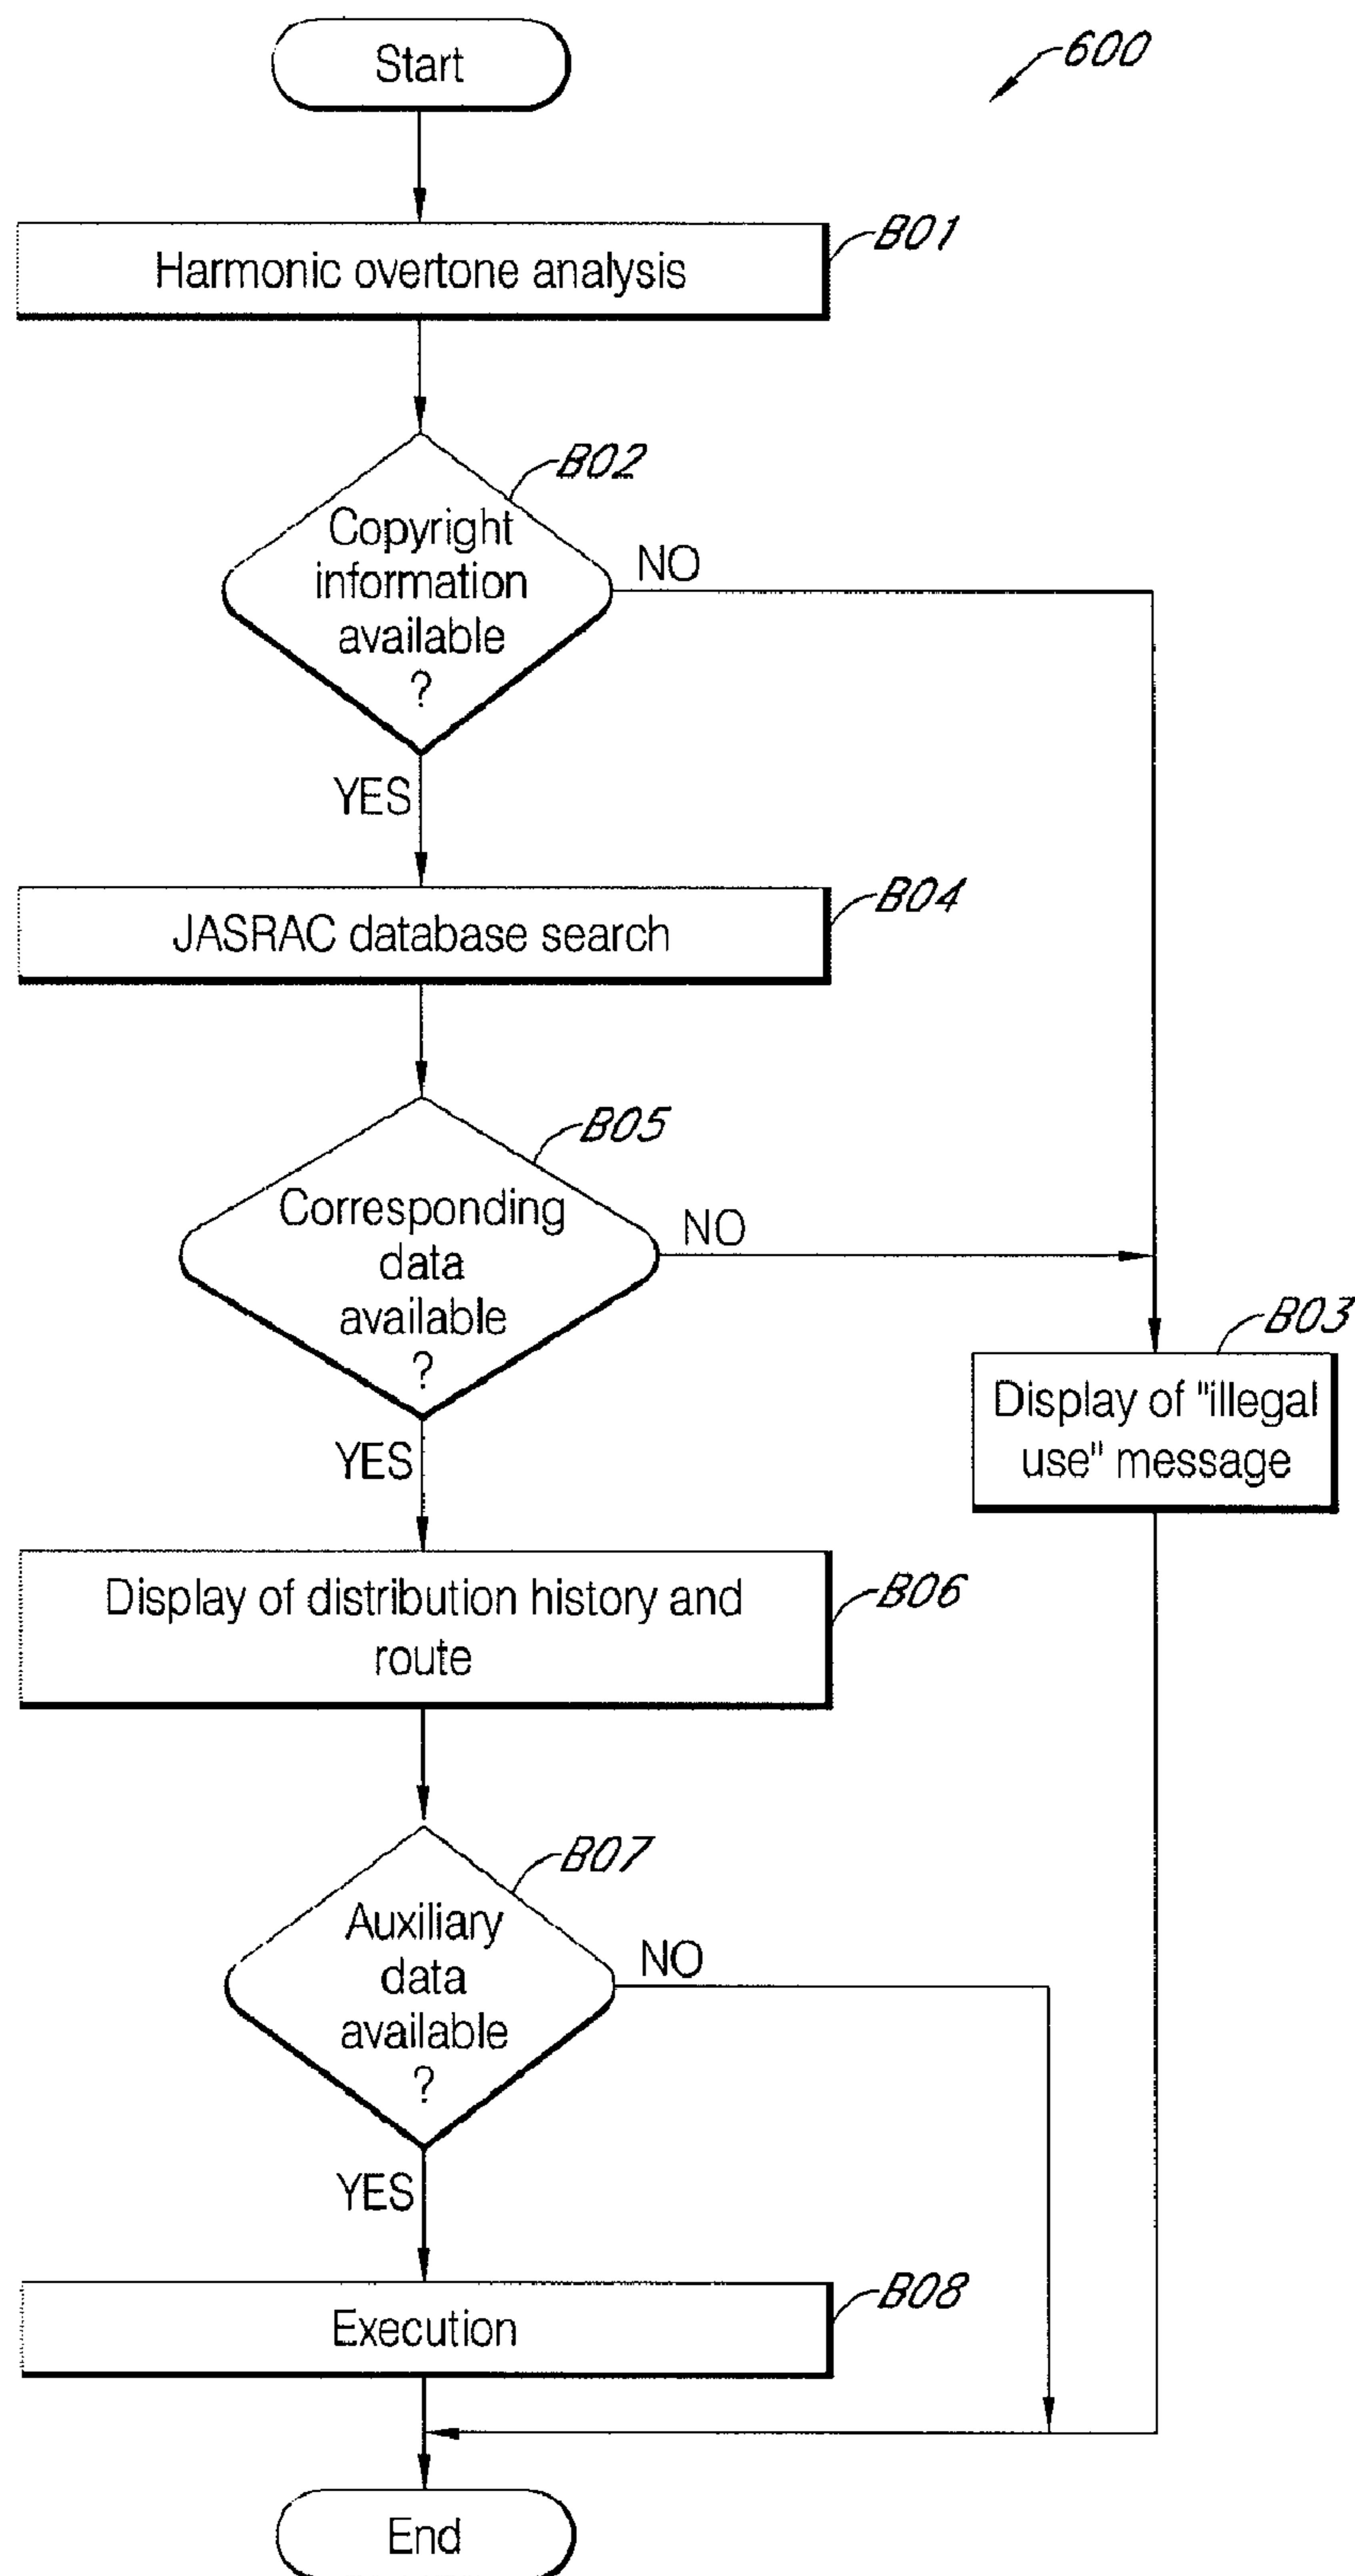 Start
600
Harmonic overtone analysis
B01
B02
Copyright
information
available
?
NO
YES
JASRAC database search
B04
B05
Corresponding
data
available
?
NO
YES
B03
Display of "illegal
use" message
Display of distribution history and
route
B06
B07
Auxiliary
data
available
?
NO
YES
Execution
B08
End